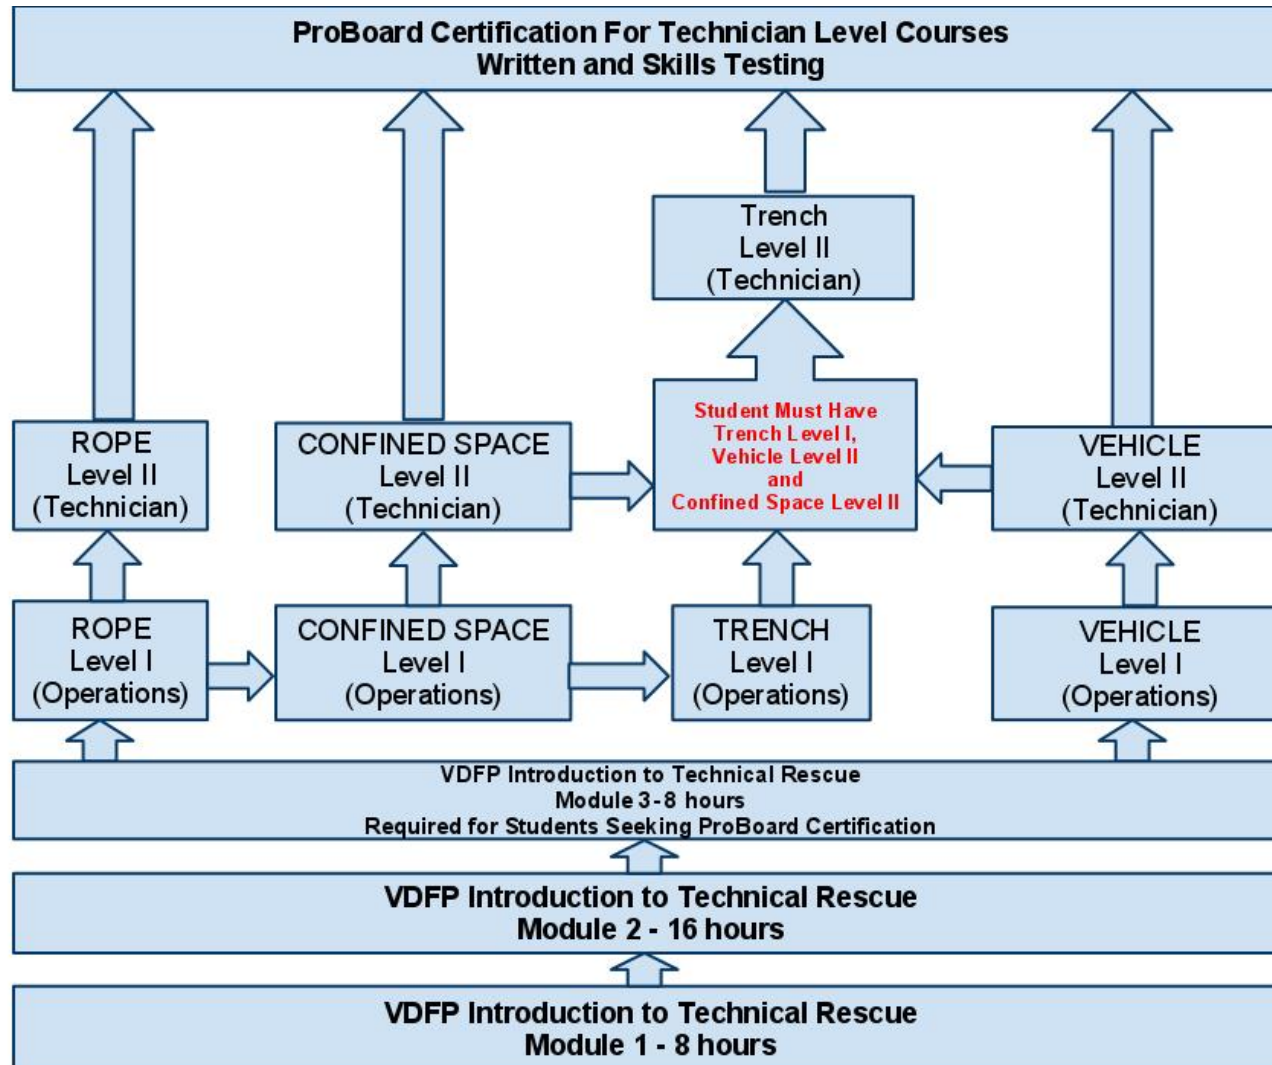 ProBoard Certification For Technician Level Courses
Written and Skills Testing
Trench
Level II
(Technician)
ROPE
Level II
(Technician)
CONFINED SPACE
Level II
(Technician)
Student Must Have
Trench Level I,
Vehicle Level II
and
Confined Space Level II
VEHICLE
Level II
(Technician)
ROPE
Level I
(Operations)
CONFINED SPACE
Level I
(Operations)
TRENCH
Level I
(Operations)
VEHICLE
Level I
(Operations)
VDFP Introduction to Technical Rescue
Module 3-8 hours
Required for Students Seeking ProBoard Certification
VDFP Introduction to Technical Rescue
Module 2 - 16 hours
VDFP Introduction to Technical Rescue
Module 1 - 8 hours